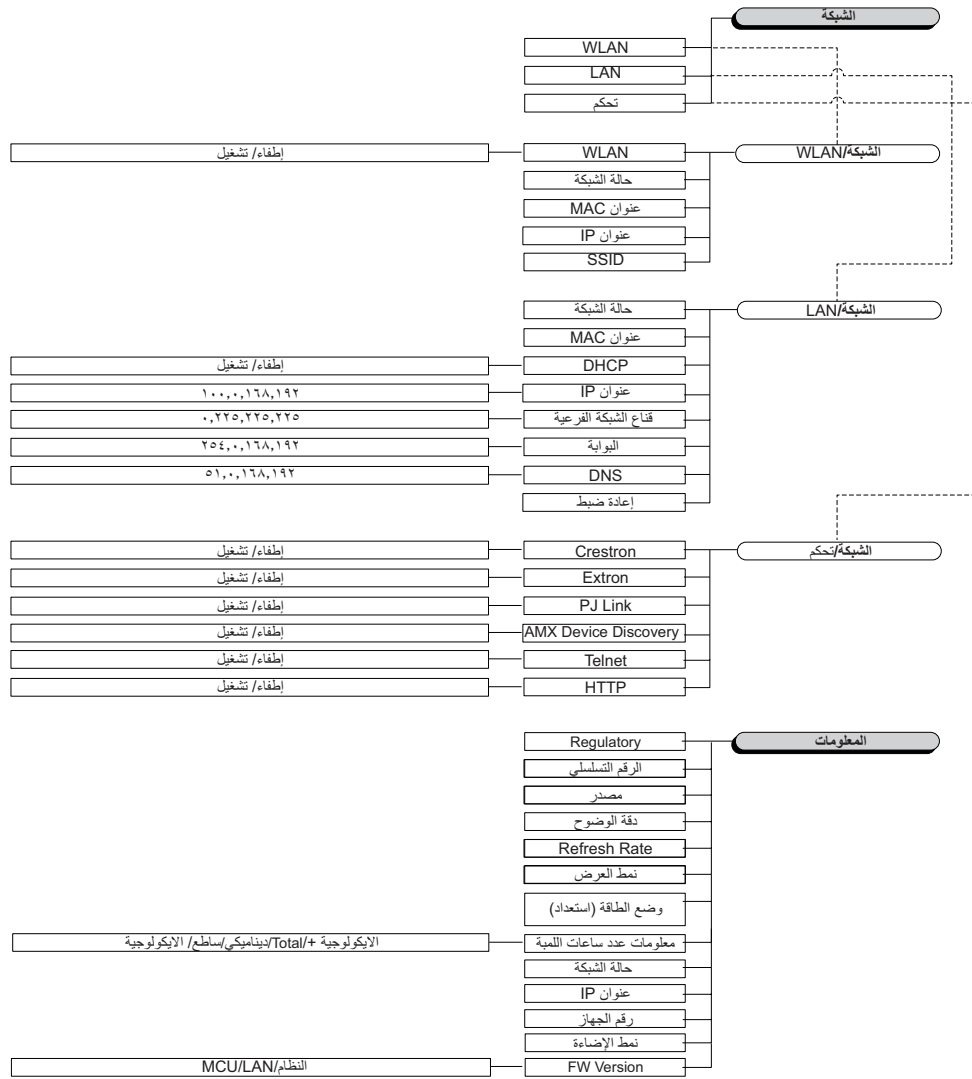 الشبكة
WLAN
LAN
تحكم
الشبكة/WLAN
WLAN
إطفاء/ تشغيل
حالة الشبكة
عنوان MAC
عنوان IP
SSID
الشبكة/LAN
حالة الشبكة
عنوان MAC
DHCP
إطفاء/ تشغيل
عنوان IP
١٠٠,٠,١٦٨,١٩٢
قناع الشبكة الفرعية
٠,٢٢٥,٢٢٥,٢٢٥
البوابة
٢٥٤,٠,١٦٨,١٩٢
DNS
٥١,٠,١٦٨,١٩٢
إعادة ضبط
الشبكة/تحكم
Crestron
إطفاء/ تشغيل
Extron
إطفاء/ تشغيل
PJ Link
إطفاء/ تشغيل
AMX Device Discovery
إطفاء/ تشغيل
Telnet
إطفاء/ تشغيل
HTTP
إطفاء/ تشغيل
المعلومات
Regulatory
الرقم التسلسلي
مصدر
دقة الوضوح
Refresh Rate
نمط العرض
وضع الطاقة (استعداد)
معلومات عدد ساعات اللمبة
الايكولوجية +/Total/ديناميكي/ساطع/ الايكولوجية
حالة الشبكة
عنوان IP
رقم الجهاز
نمط الإضاءة
FW Version
النظام/MCU/LAN